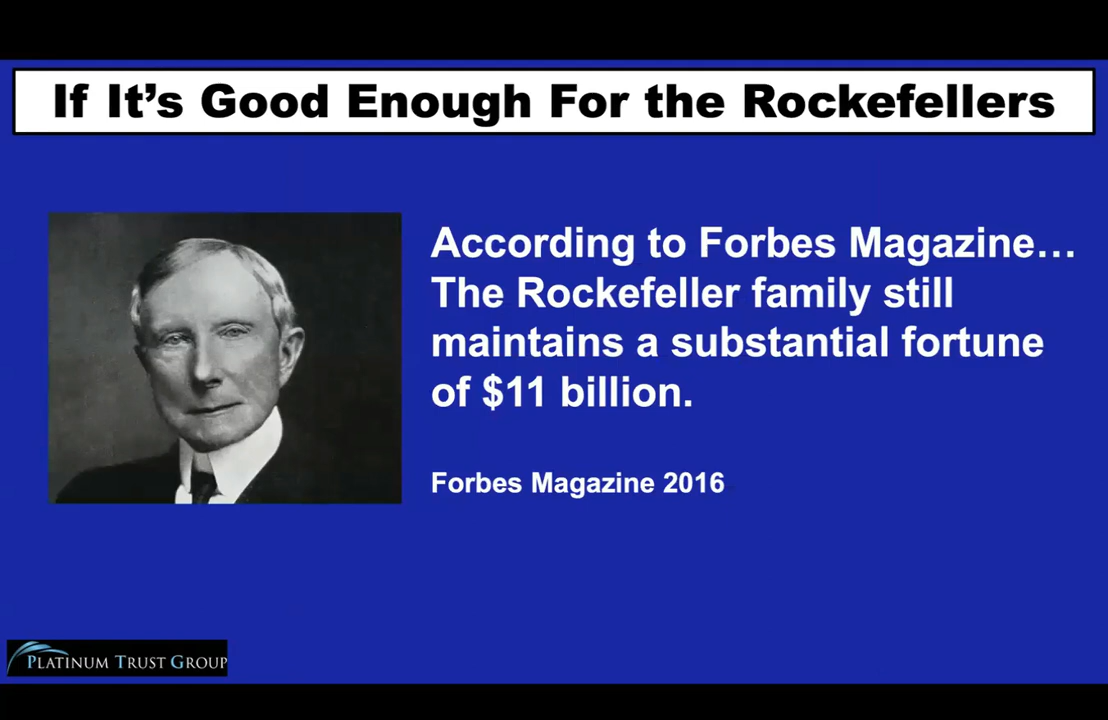 If It's Good Enough For the Rockefellers
According to Forbes Magazine…
The Rockefeller family still
maintains a substantial fortune
of $11 billion.
Forbes Magazine 2016
PLATINUM TRUST GROUP